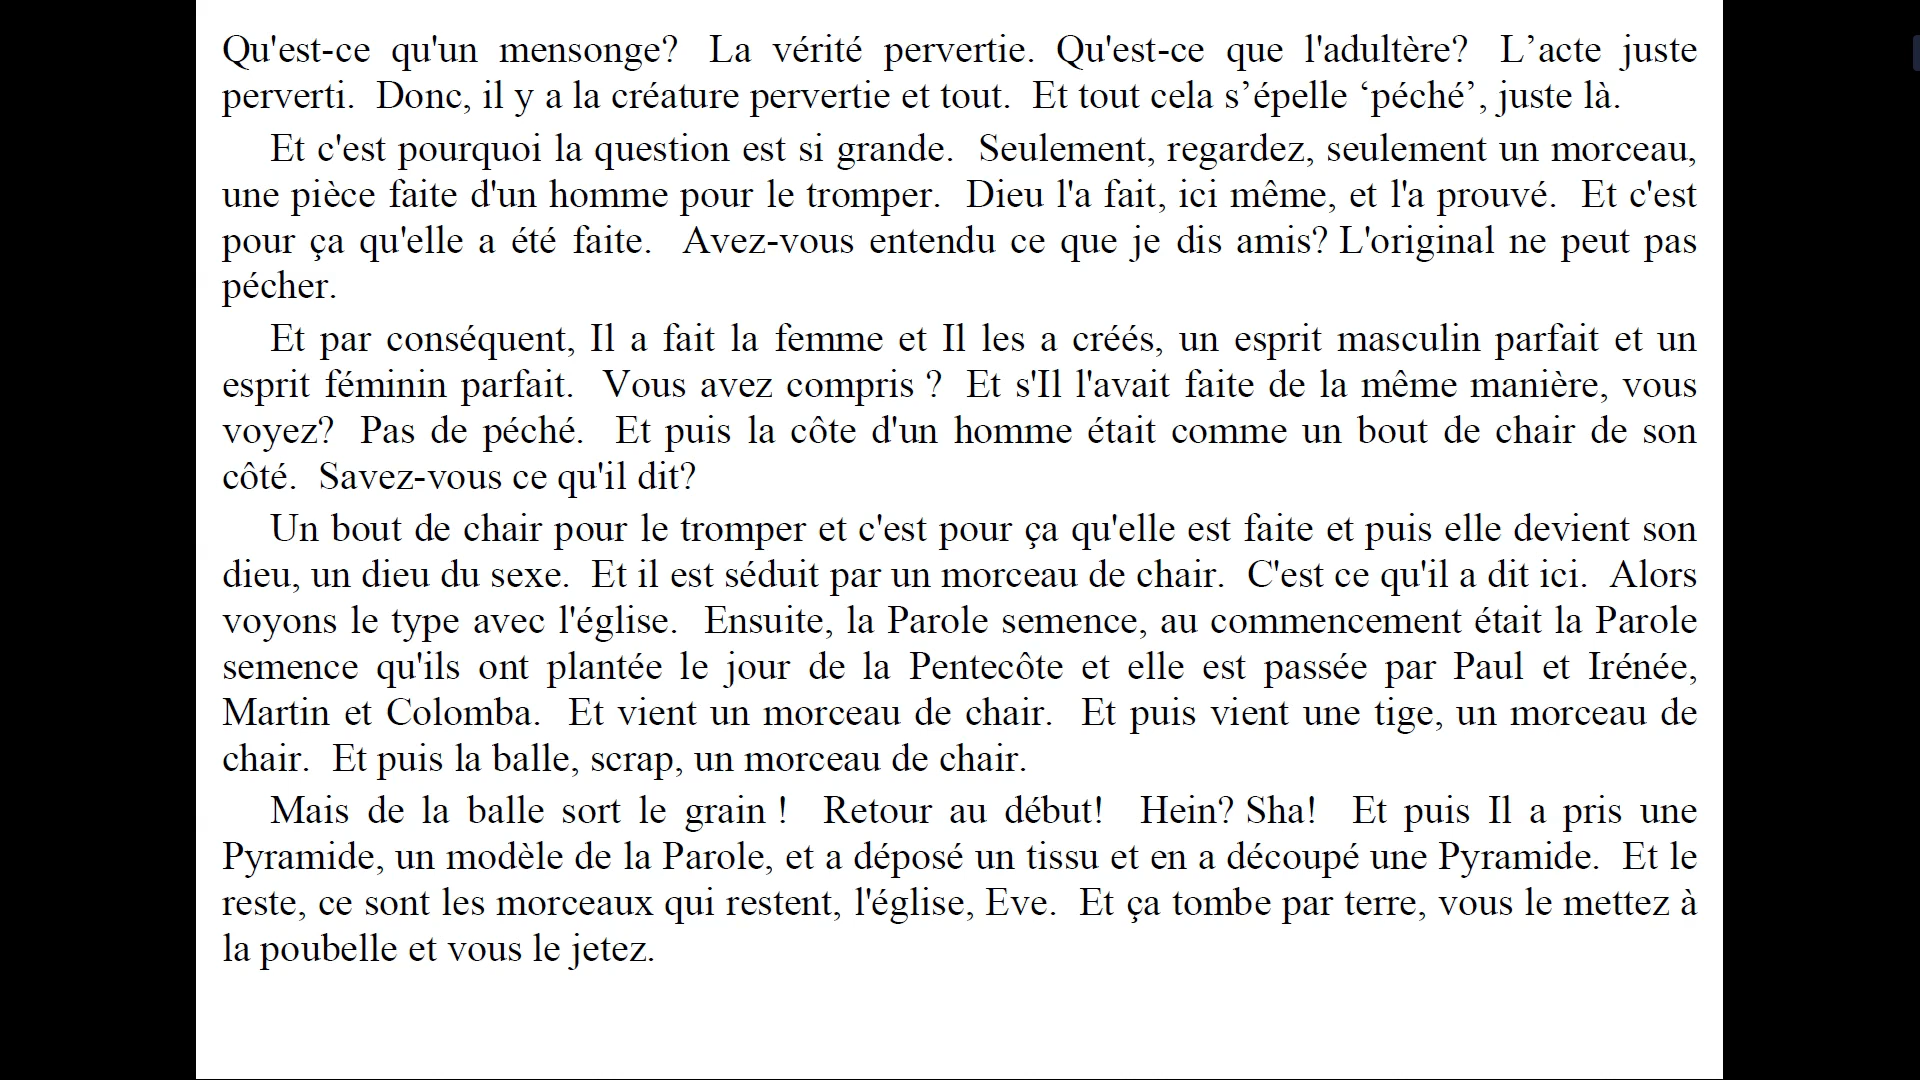 Qu'est-ce qu'un mensonge? La vérité pervertie. Qu'est-ce que l'adultère? L’acte juste
perverti. Donc, il y a la créature pervertie et tout. Et tout cela s’épelle ‘péché’, juste là.
Et c'est pourquoi la question est si grande. Seulement, regardez, seulement un morceau,
une pièce faite d'un homme pour le tromper. Dieu l'a fait, ici même, et l'a prouvé. Et c'est
pour ça qu'elle a été faite. Avez-vous entendu ce que je dis amis? L'original ne peut pas
pécher.
Et par conséquent, Il a fait la femme et Il les a créés, un esprit masculin parfait et un
esprit féminin parfait. Vous avez compris ? Et s'Il l'avait faite de la même manière, vous
voyez? Pas de péché. Et puis la côte d'un homme était comme un bout de chair de son
côté. Savez-vous ce qu'il dit?
Un bout de chair pour le tromper et c'est pour ça qu'elle est faite et puis elle devient son
dieu, un dieu du sexe. Et il est séduit par un morceau de chair. C'est ce qu'il a dit ici. Alors
voyons le type avec l'église. Ensuite, la Parole semence, au commencement était la Parole
semence qu'ils ont plantée le jour de la Pentecôte et elle est passée par Paul et Irénée,
Martin et Colomba. Et vient un morceau de chair. Et puis vient une tige, un morceau de
chair. Et puis la balle, scrap, un morceau de chair.
Mais de la balle sort le grain ! Retour au début! Hein? Sha! Et puis Il a pris une
Pyramide, un modèle de la Parole, et a déposé un tissu et en a découpé une Pyramide. Et le
reste, ce sont les morceaux qui restent, l'église, Eve. Et ça tombe par terre, vous le mettez à
la poubelle et vous le jetez.